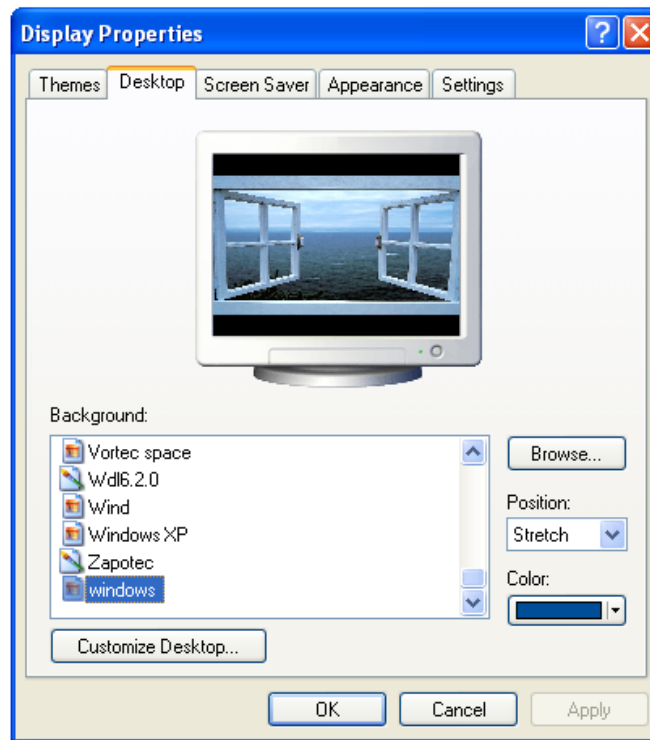 Display Properties
Themes Desktop Screen Saver Appearance Settings
Background:
Vortec space
Wdl6.2.0
Wind
Windows XP
Zapotec
windows
Browse...
Position:
Stretch
Color:
Customize Desktop...
OK Cancel Apply